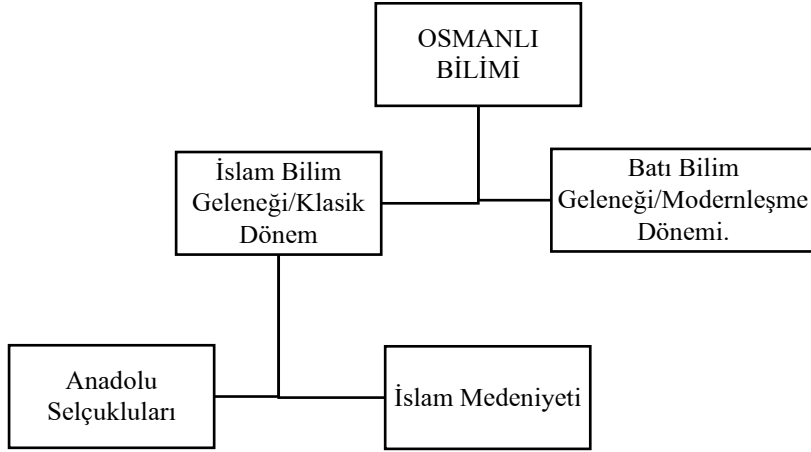 OSMANLI
BİLİMİ
İslam Bilim
Geleneği/Klasik
Dönem
Batı Bilim
Geleneği/Modernleşme
Dönemi.
Anadolu
Selçukluları
İslam Medeniyeti